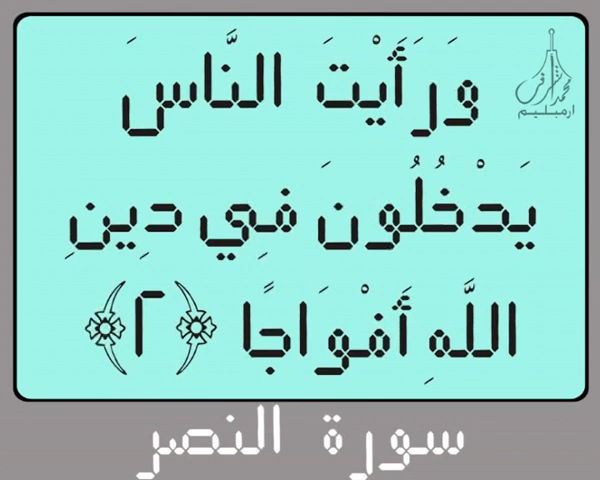 وَرَأَيْتَ النَّاسَ
يَدْخُلُونَ فِي دِينِ
اللَّهِ أَفْوَاجًا ﴿٢﴾
سورة النصر